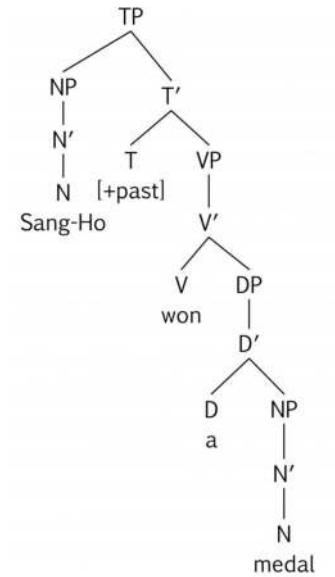 TP
NP T′
N′ T VP
N [+past]
Sang-Ho V′
V DP
won
D′
D NP
a
N′
N
medal